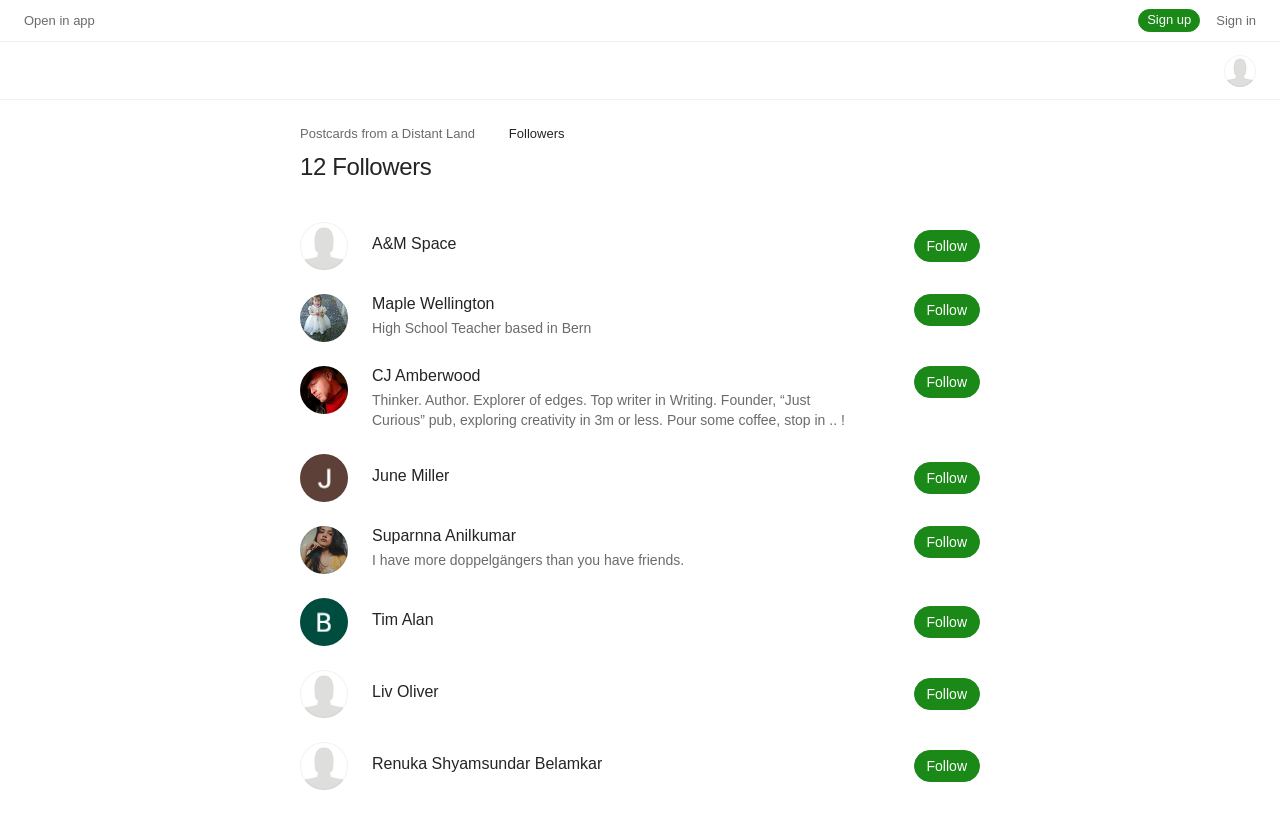 Open in app
Sign up
Sign in
Postcards from a Distant Land
Followers
12 Followers
A&M Space
Follow
Maple Wellington
High School Teacher based in Bern
Follow
CJ Amberwood
Thinker. Author. Explorer of edges. Top writer in Writing. Founder, “Just
Curious” pub, exploring creativity in 3m or less. Pour some coffee, stop in .. !
Follow
J
June Miller
Follow
Suparnna Anilkumar
I have more doppelgängers than you have friends.
Follow
B
Tim Alan
Follow
Liv Oliver
Follow
Renuka Shyamsundar Belamkar
Follow